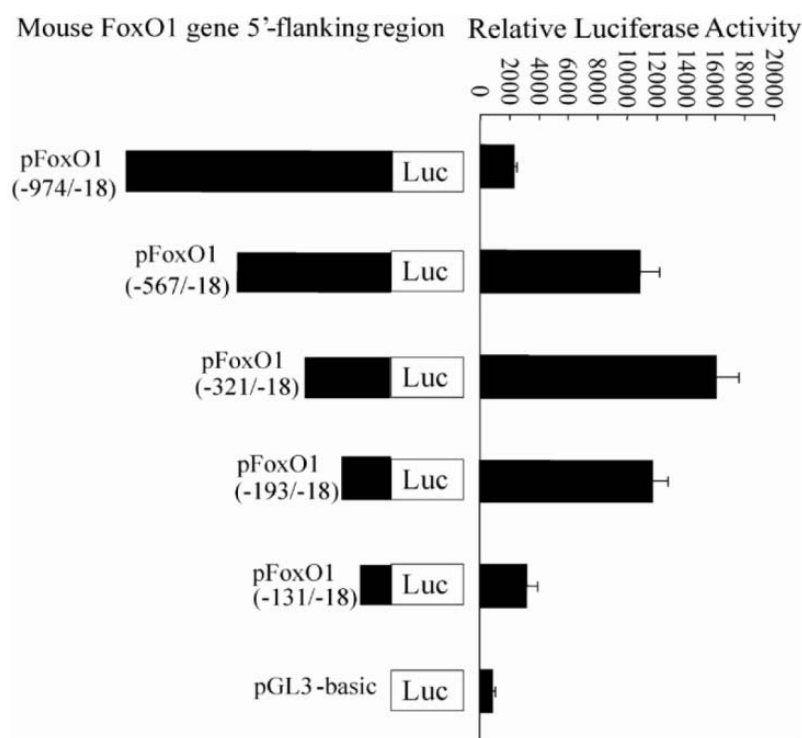 Mouse FoxO1 gene 5'-flanking region Relative Luciferase Activity
0 2000 4000 6000 8000 10000 12000 14000 16000 18000 20000
pFoxO1 Luc
(-974/-18)
pFoxO1 Luc
(-567/-18)
pFoxO1 Luc
(-321/-18)
pFoxO1 Luc
(-193/-18)
pFoxO1 Luc
(-131/-18)
pGL3-basic Luc